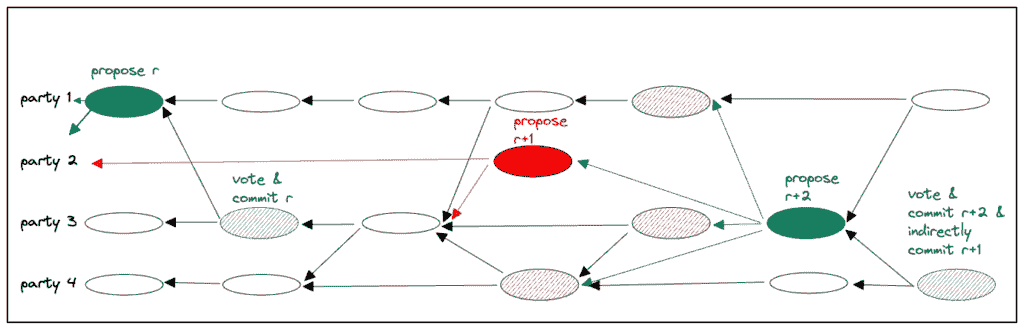 propose r
party 1
propose
r+1
party 2
vote &
commit r
propose
r+2
vote &
commit r+2 &
indirectly
commit r+1
party 3
party 4